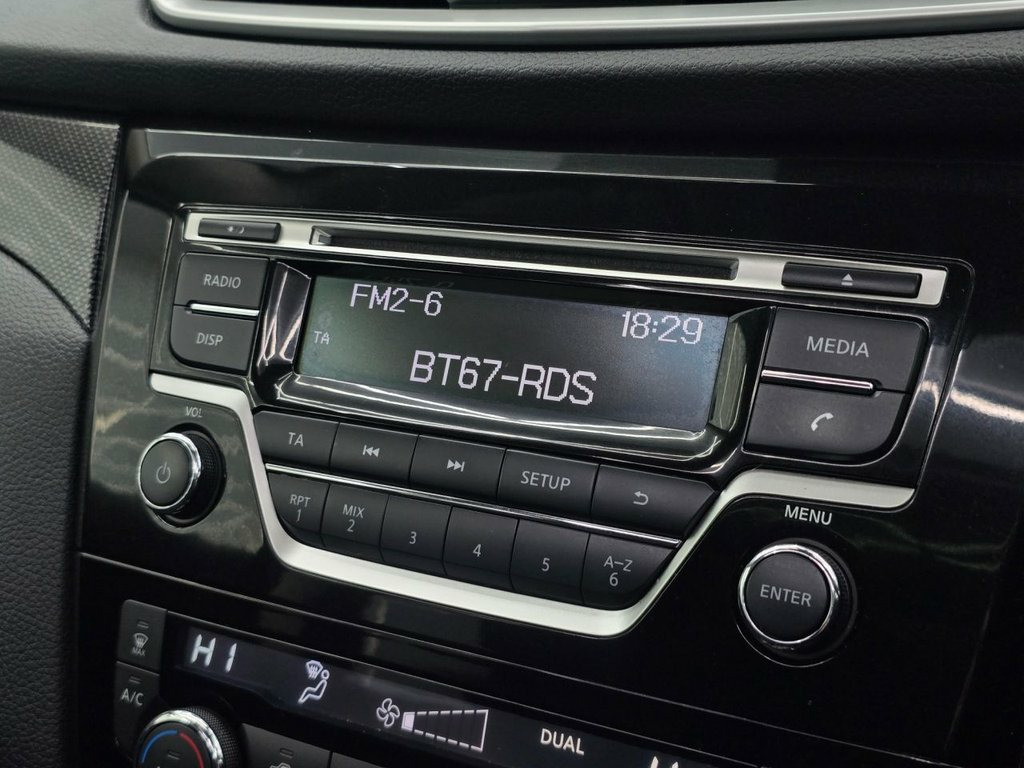 RADIO
DISP
FM2-6
18:29
TA
BT67-RDS
MEDIA
VOL
TA
SETUP
RPT
1
MIX
2
3
4
5
A-Z
6
MENU
ENTER
MAX
A/C
HI
DUAL